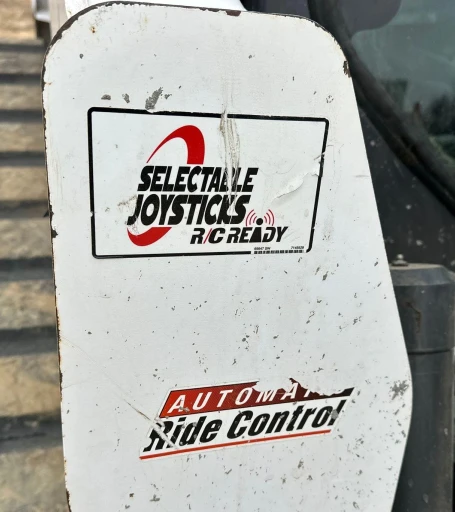 SELECTABLE
JOYSTICKS
R/C READY
AUTOMATIC
Ride Control